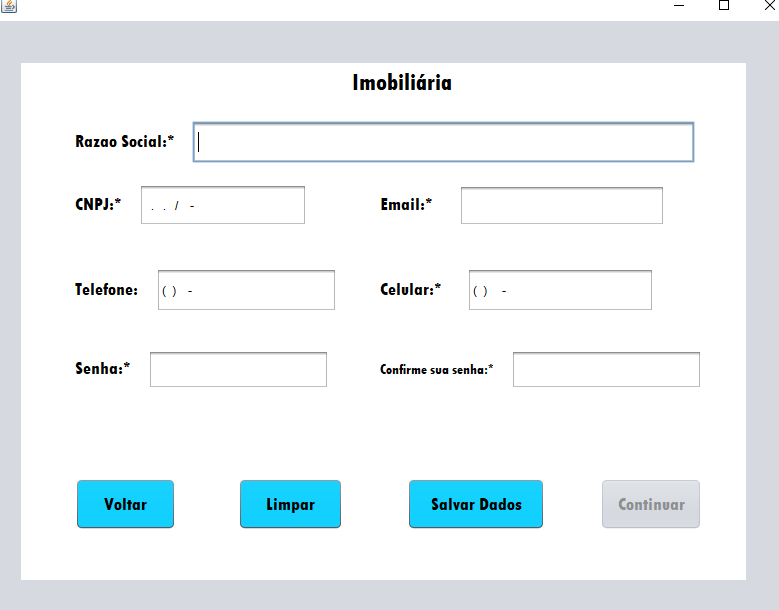 Imobiliária
Razao Social:*
CNPJ:* . . / -
Email:*
Telefone: ( ) -
Celular:* ( ) -
Senha:*
Confirme sua senha:*
Voltar
Limpar
Salvar Dados
Continuar